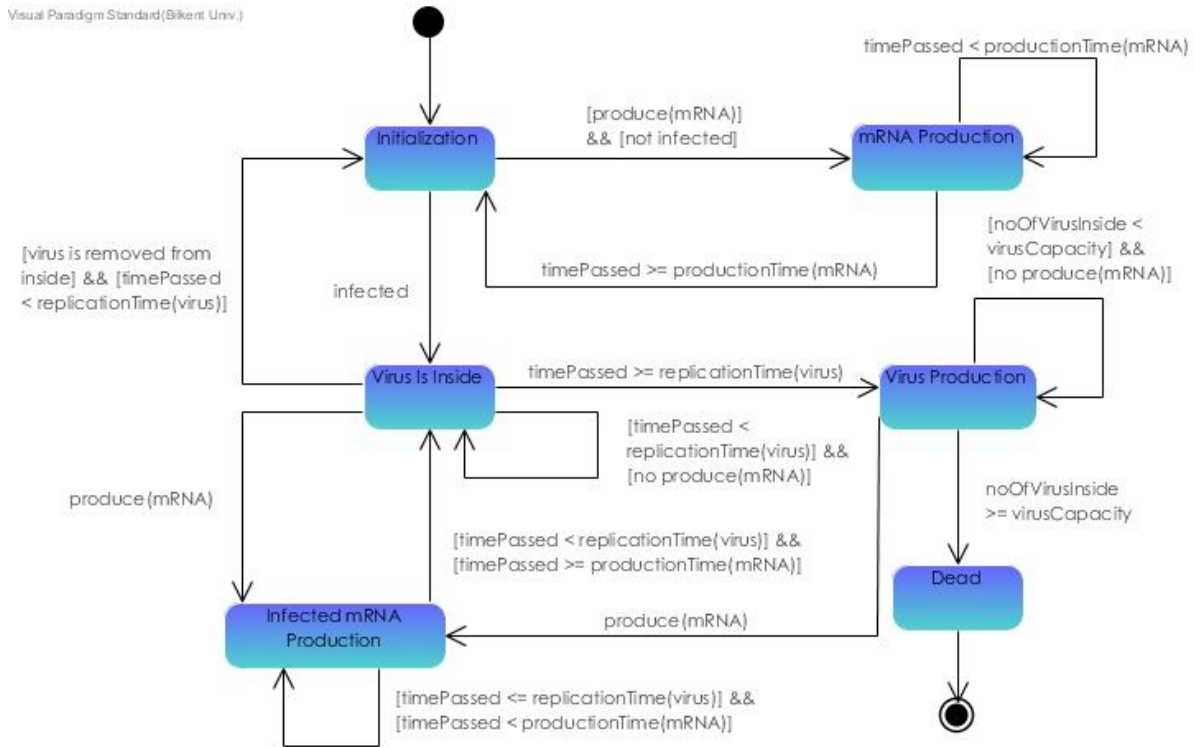 Visual Paradigm Standard(Bilkent Univ.)
timePassed < productionTime(mRNA)
[produce(mRNA)]
&& [not infected]
Initialization
mRNA Production
[noOfVirusInside <
virusCapacity] &&
[no produce(mRNA)]
[virus is removed from
inside] && [timePassed
< replicationTime(virus)]
timePassed >= productionTime(mRNA)
infected
Virus Is Inside
timePassed >= replicationTime(virus)
Virus Production
[timePassed <
replicationTime(virus)] &&
[no produce(mRNA)]
produce(mRNA)
noOfVirusInside
>= virusCapacity
[timePassed < replicationTime(virus)] &&
[timePassed >= productionTime(mRNA)]
Dead
Infected mRNA
Production
produce(mRNA)
[timePassed <= replicationTime(virus)] &&
[timePassed < productionTime(mRNA)]